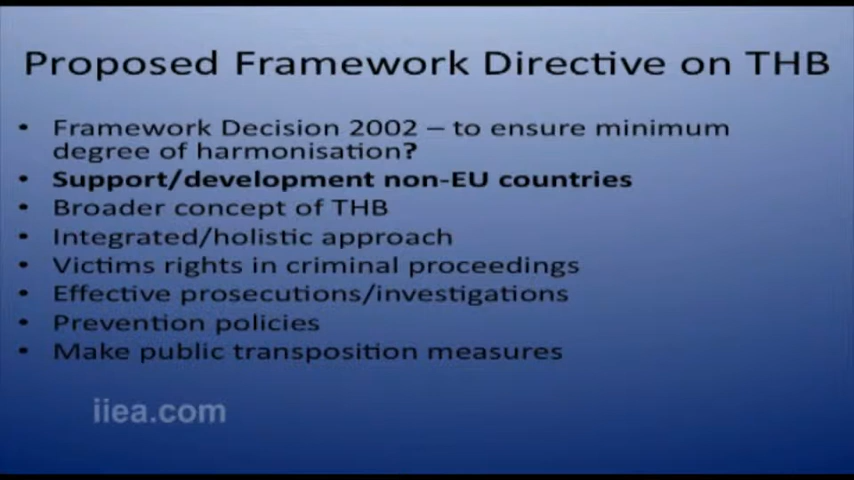 Proposed Framework Directive on THB
• Framework Decision 2002 – to ensure minimum
degree of harmonisation?
• Support/development non-EU countries
• Broader concept of THB
• Integrated/holistic approach
• Victims rights in criminal proceedings
• Effective prosecutions/investigations
• Prevention policies
• Make public transposition measures
iiea.com